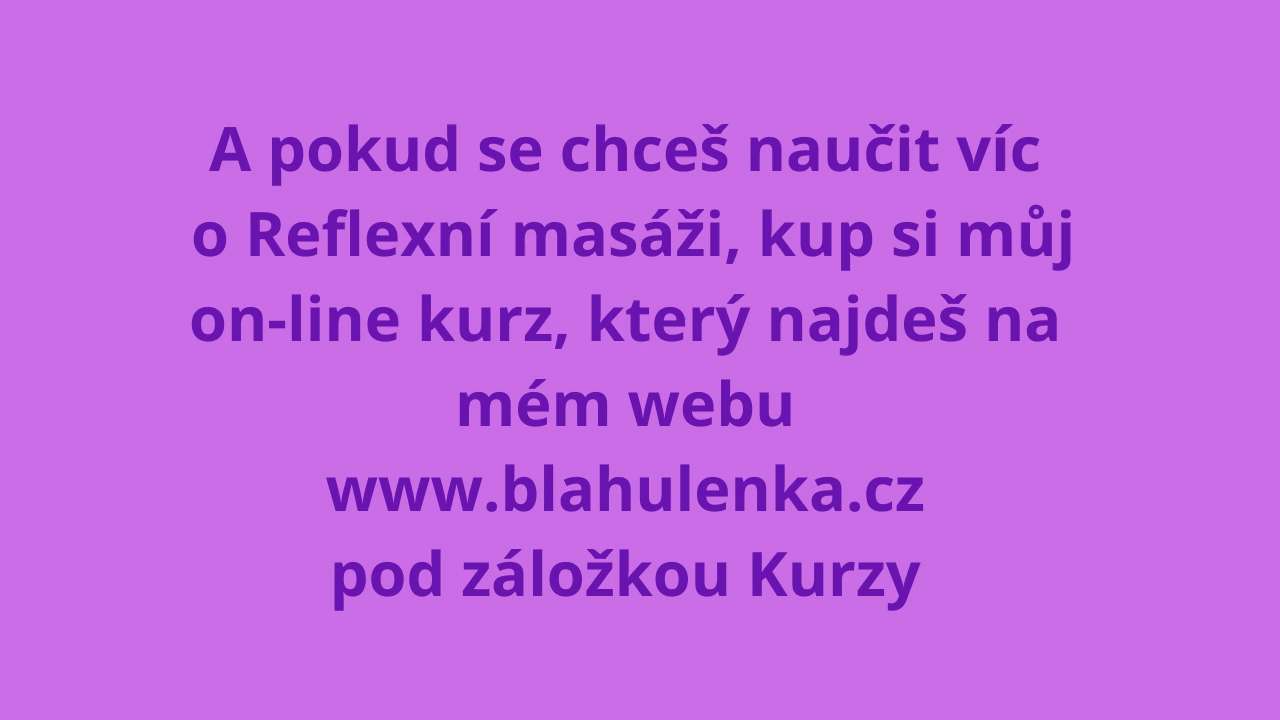 A pokud se chceš naučit víc
o Reflexní masáži, kup si můj
on-line kurz, který najdeš na
mém webu
www.blahulenka.cz
pod záložkou Kurzy